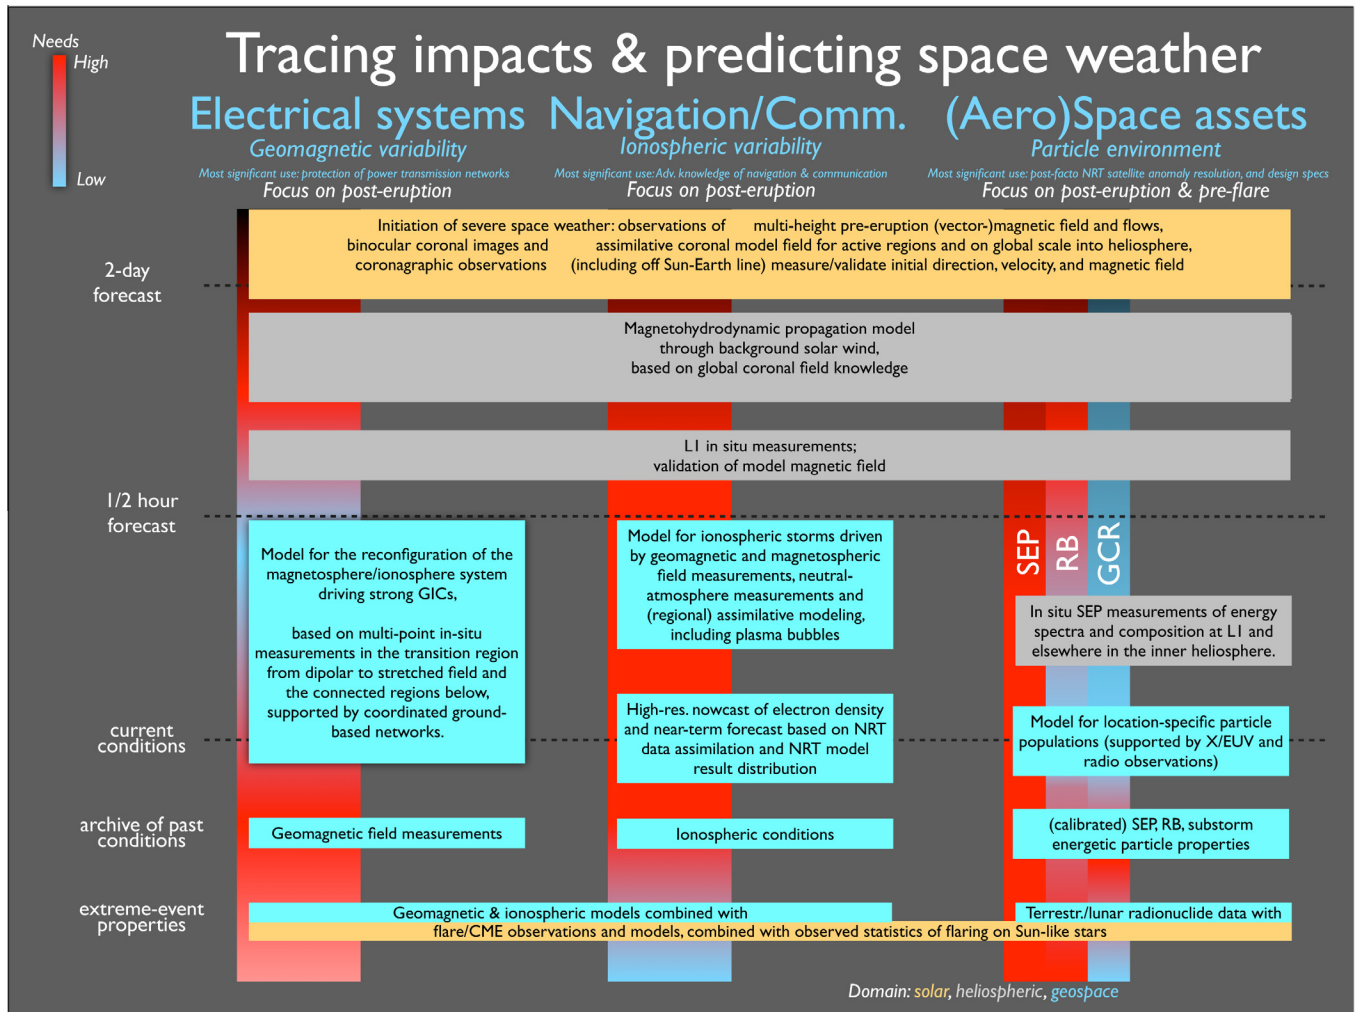 Needs
High
Low
Tracing impacts & predicting space weather
Electrical systems
Geomagnetic variability
Most significant use: protection of power transmission networks
Focus on post-eruption
Navigation/Comm.
Ionospheric variability
Most significant use: Adv. knowledge of navigation & communication
Focus on post-eruption
(Aero)Space assets
Particle environment
Most significant use: post-facto NRT satellite anomaly resolution, and design specs
Focus on post-eruption & pre-flare
2-day
forecast
Initiation of severe space weather: observations of multi-height pre-eruption (vector-)magnetic field and flows,
binocular coronal images and assimilative coronal model field for active regions and on global scale into heliosphere,
coronagraphic observations (including off Sun-Earth line) measure/validate initial direction, velocity, and magnetic field
Magnetohydrodynamic propagation model
through background solar wind,
based on global coronal field knowledge
L1 in situ measurements;
validation of model magnetic field
1/2 hour
forecast
Model for the reconfiguration of the
magnetosphere/ionosphere system
driving strong GICs,
based on multi-point in-situ
measurements in the transition region
from dipolar to stretched field and
the connected regions below,
supported by coordinated ground-
based networks.
Model for ionospheric storms driven
by geomagnetic and magnetospheric
field measurements, neutral-
atmosphere measurements and
(regional) assimilative modeling,
including plasma bubbles
SEP
RB
GCR
In situ SEP measurements of energy
spectra and composition at L1 and
elsewhere in the inner heliosphere.
current
conditions
High-res. nowcast of electron density
and near-term forecast based on NRT
data assimilation and NRT model
result distribution
Model for location-specific particle
populations (supported by X/EUV and
radio observations)
archive of past
conditions
Geomagnetic field measurements
Ionospheric conditions
(calibrated) SEP, RB, substorm
energetic particle properties
extreme-event
properties
Geomagnetic & ionospheric models combined with
Terrestr./lunar radionuclide data with
flare/CME observations and models, combined with observed statistics of flaring on Sun-like stars
Domain: solar, heliospheric, geospace